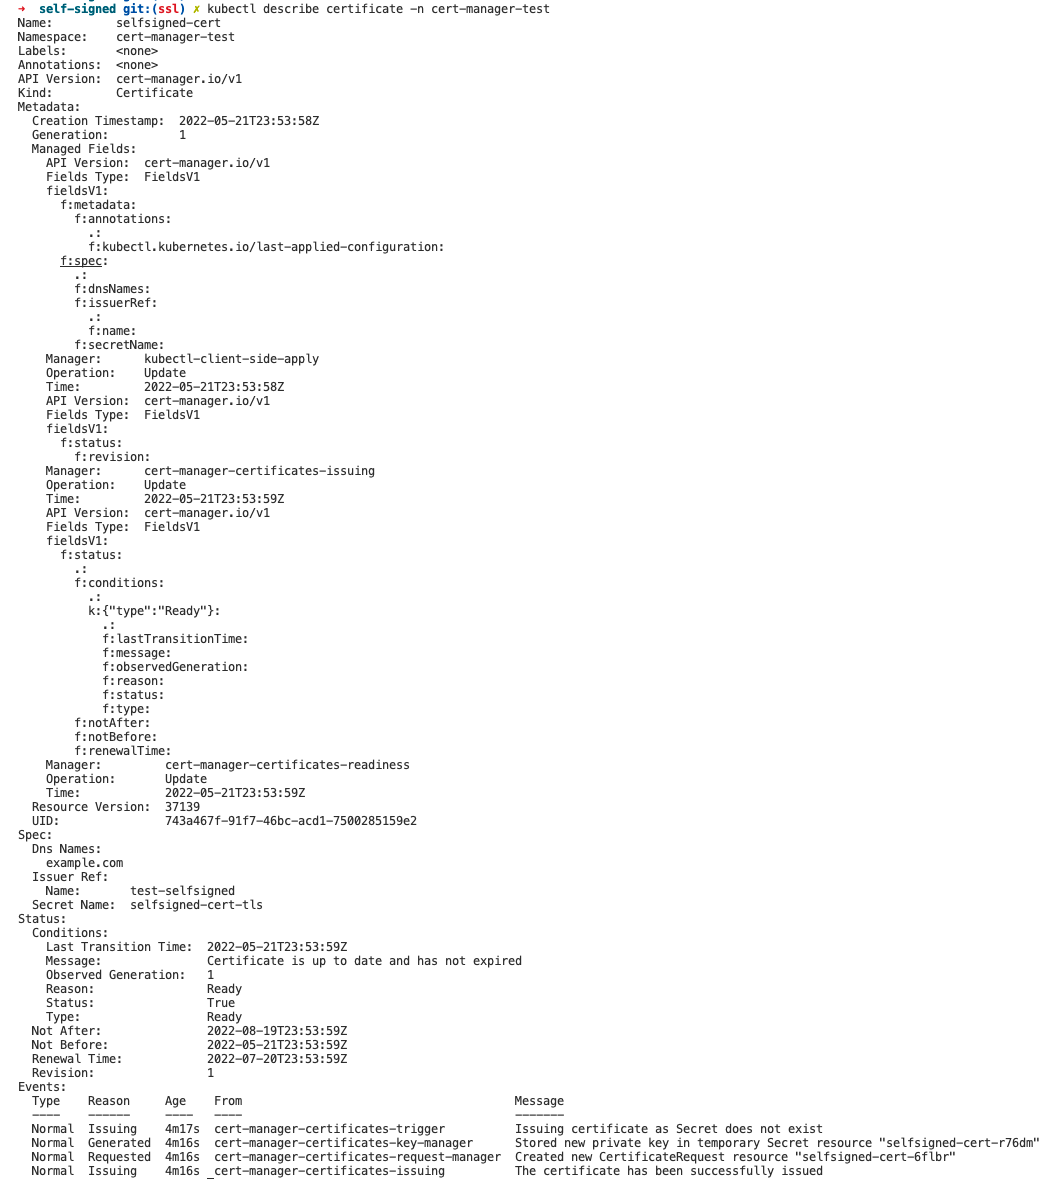 ➜  self-signed git:(ssl) ✗ kubectl describe certificate -n cert-manager-test
Name:         selfsigned-cert
Namespace:    cert-manager-test
Labels:       <none>
Annotations:  <none>
API Version:  cert-manager.io/v1
Kind:         Certificate
Metadata:
  Creation Timestamp:  2022-05-21T23:53:58Z
  Generation:          1
  Managed Fields:
    API Version:  cert-manager.io/v1
    Fields Type:  FieldsV1
    fieldsV1:
      f:metadata:
        f:annotations:
          .:
          f:kubectl.kubernetes.io/last-applied-configuration:
      f:spec:
        .:
        f:dnsNames:
        f:issuerRef:
          .:
          f:name:
        f:secretName:
    Manager:      kubectl-client-side-apply
    Operation:    Update
    Time:         2022-05-21T23:53:58Z
    API Version:  cert-manager.io/v1
    Fields Type:  FieldsV1
    fieldsV1:
      f:status:
        f:revision:
    Manager:      cert-manager-certificates-issuing
    Operation:    Update
    Time:         2022-05-21T23:53:59Z
    API Version:  cert-manager.io/v1
    Fields Type:  FieldsV1
    fieldsV1:
      f:status:
        .:
        f:conditions:
          .:
          k:{"type":"Ready"}:
            .:
            f:lastTransitionTime:
            f:message:
            f:observedGeneration:
            f:reason:
            f:status:
            f:type:
        f:notAfter:
        f:notBefore:
        f:renewalTime:
    Manager:         cert-manager-certificates-readiness
    Operation:       Update
    Time:            2022-05-21T23:53:59Z
  Resource Version:  37139
  UID:               743a467f-91f7-46bc-acd1-7500285159e2
Spec:
  Dns Names:
    example.com
  Issuer Ref:
    Name:       test-selfsigned
  Secret Name:  selfsigned-cert-tls
Status:
  Conditions:
    Last Transition Time:  2022-05-21T23:53:59Z
    Message:               Certificate is up to date and has not expired
    Observed Generation:   1
    Reason:                Ready
    Status:                True
    Type:                  Ready
  Not After:               2022-08-19T23:53:59Z
  Not Before:              2022-05-21T23:53:59Z
  Renewal Time:            2022-07-20T23:53:59Z
  Revision:                1
Events:
  Type    Reason     Age   From                                       Message
  ----    ------     ----  ----                                       -------
  Normal  Issuing    4m17s  cert-manager-certificates-trigger          Issuing certificate as Secret does not exist
  Normal  Generated  4m16s  cert-manager-certificates-key-manager      Stored new private key in temporary Secret resource "selfsigned-cert-r76dm"
  Normal  Requested  4m16s  cert-manager-certificates-request-manager  Created new CertificateRequest resource "selfsigned-cert-6flbr"
  Normal  Issuing    4m16s  cert-manager-certificates-issuing          The certificate has been successfully issued